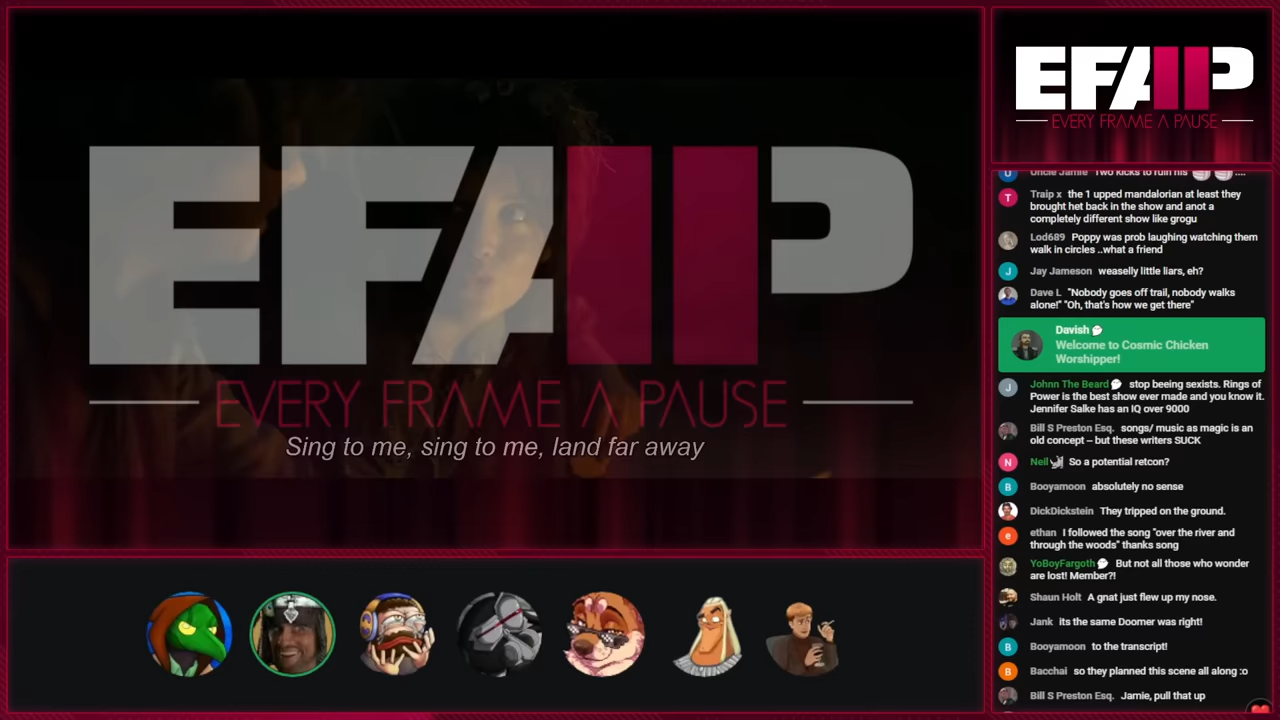 EFAP
EVERY FRAME A PAUSE
Sing to me, sing to me, land far away
EFAP
EVERY FRAME A PAUSE
Uncle Jamie Two kicks to ruin his ....
Traip x the 1 upped mandalorian at least they
brought het back in the show and anot a
completely different show like grogu
Lod689 Poppy was prob laughing watching them
walk in circles ..what a friend
Jay Jameson weaselly little liars, eh?
Dave L "Nobody goes off trail, nobody walks
alone!" "Oh, that's how we get there"
Davish
Welcome to Cosmic Chicken
Worshipper!
Johnn The Beard stop beeing sexists. Rings of
Power is the best show ever made and you know it.
Jennifer Salke has an IQ over 9000
Bill S Preston Esq. songs/ music as magic is an
old concept -- but these writers SUCK
Neil So a potential retcon?
Booyamoon absolutely no sense
DickDickstein They tripped on the ground.
ethan I followed the song "over the river and
through the woods" thanks song
YoBoyFargoth But not all those who wonder
are lost! Member?!
Shaun Holt A gnat just flew up my nose.
Jank its the same Doomer was right!
Booyamoon to the transcript!
Bacchai so they planned this scene all along :o
Bill S Preston Esq. Jamie, pull that up